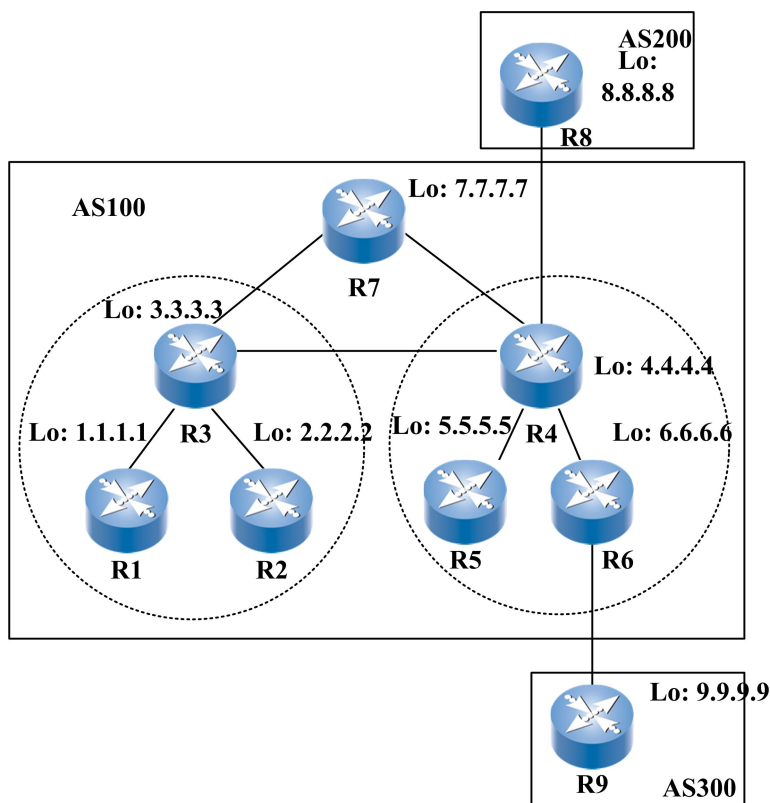 AS200
Lo:
8.8.8.8
R8
AS100
Lo: 7.7.7.7
R7
Lo: 3.3.3.3
Lo: 4.4.4.4
R3
R4
Lo: 1.1.1.1
Lo: 2.2.2.2
Lo: 5.5.5.5
Lo: 6.6.6.6
R1
R2
R5
R6
Lo: 9.9.9.9
R9
AS300